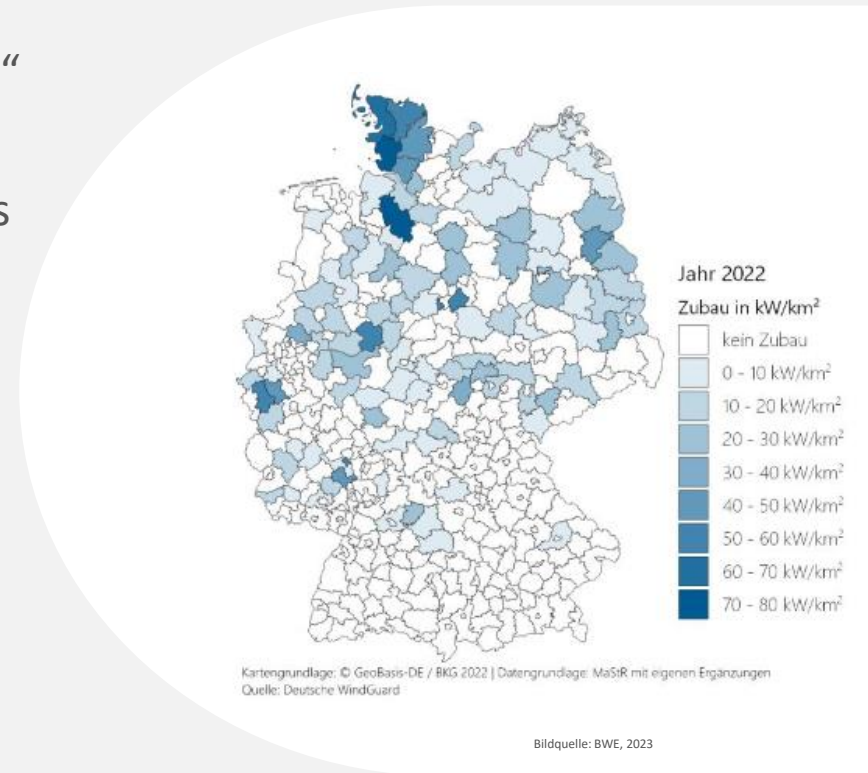 “
s
Jahr 2022
Zubau in kW/km²
kein Zubau
0 - 10 kW/km²
10 - 20 kW/km²
20 - 30 kW/km²
30 - 40 kW/km²
40 - 50 kW/km²
50 - 60 kW/km²
60 - 70 kW/km²
70 - 80 kW/km²
Kartengrundlage: © GeoBasis-DE / BKG 2022 | Datengrundlage: MaStR mit eigenen Ergänzungen
Quelle: Deutsche WindGuard
Bildquelle: BWE, 2023